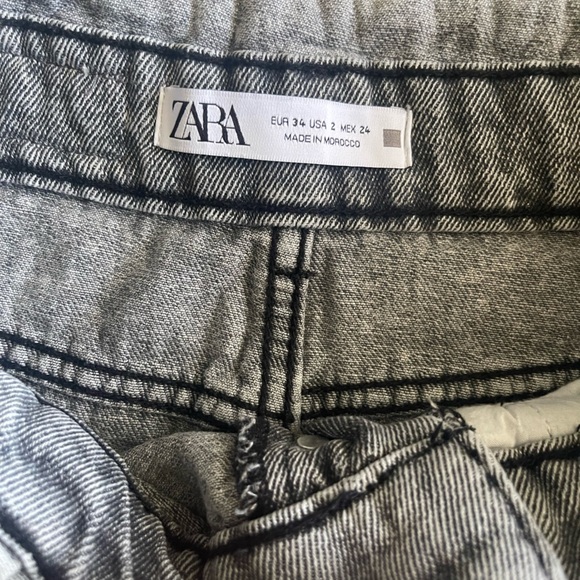 ZARA
EUR 34 USA 2 MEX 24
MADE IN MOROCCO